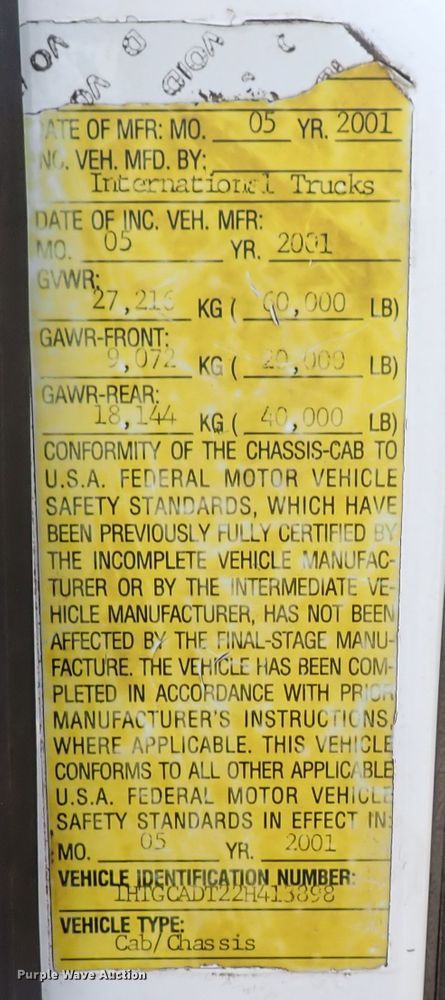 VOID
ATE OF MFR: MO. 05 YR. 2001
NC. VEH. MFD. BY:
International Trucks
DATE OF INC. VEH. MFR:
MO. 05 YR. 2001
GVWR:
27,216 KG ( 60,000 LB)
GAWR-FRONT:
9,072 KG ( 20,000 LB)
GAWR-REAR:
18,144 KG ( 40,000 LB)
CONFORMITY OF THE CHASSIS-CAB TO
U.S.A. FEDERAL MOTOR VEHICLE
SAFETY STANDARDS, WHICH HAVE
BEEN PREVIOUSLY FULLY CERTIFIED BY
THE INCOMPLETE VEHICLE MANUFAC-
TURER OR BY THE INTERMEDIATE VE-
HICLE MANUFACTURER, HAS NOT BEEN
AFFECTED BY THE FINAL-STAGE MANU-
FACTURE. THE VEHICLE HAS BEEN COM-
PLETED IN ACCORDANCE WITH PRIOR
MANUFACTURER'S INSTRUCTIONS,
WHERE APPLICABLE. THIS VEHICLE
CONFORMS TO ALL OTHER APPLICABLE
U.S.A. FEDERAL MOTOR VEHICLE
SAFETY STANDARDS IN EFFECT IN:
MO. 05 YR. 2001
VEHICLE IDENTIFICATION NUMBER:
1HTGCADT22H413898
VEHICLE TYPE:
Cab/Chassis
Purple Wave Auction